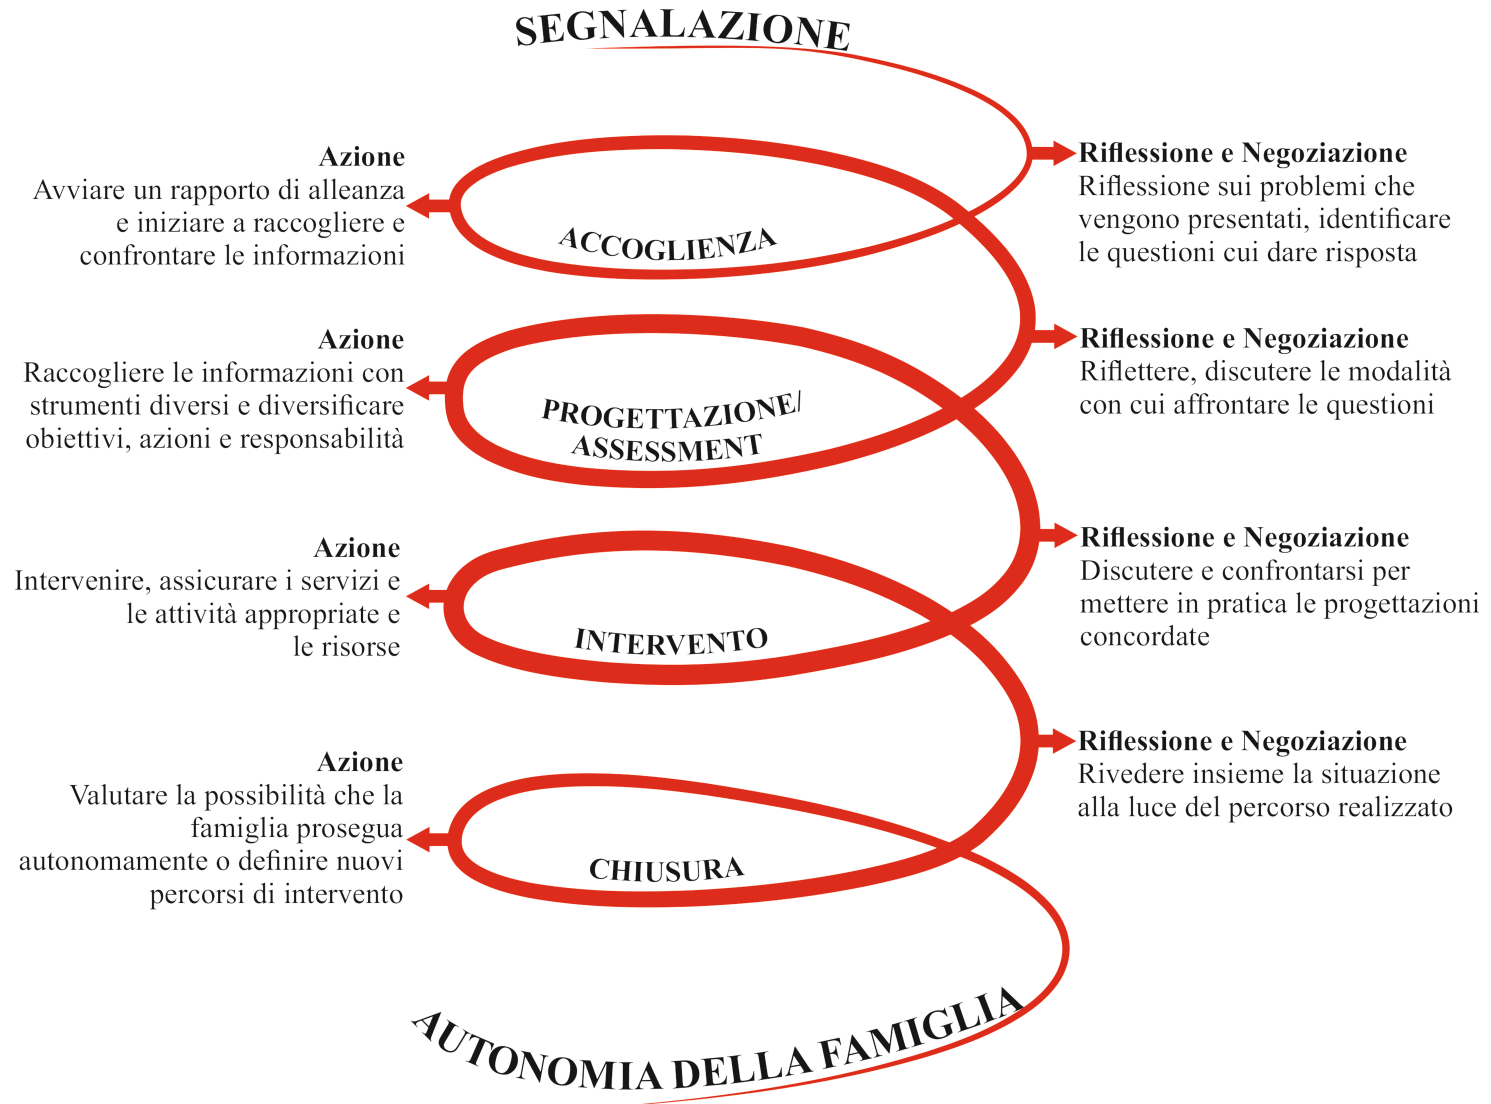 SEGNALAZIONE
Riflessione e Negoziazione
Riflessione sui problemi che
vengono presentati, identificare
le questioni cui dare risposta
Azione
Avviare un rapporto di alleanza
e iniziare a raccogliere e
confrontare le informazioni
ACCOGLIENZA
Riflessione e Negoziazione
Riflettere, discutere le modalità
con cui affrontare le questioni
Azione
Raccogliere le informazioni con
strumenti diversi e diversificare
obiettivi, azioni e responsabilità
PROGETTAZIONE/
ASSESSMENT
Riflessione e Negoziazione
Discutere e confrontarsi per
mettere in pratica le progettazioni
concordate
Azione
Intervenire, assicurare i servizi e
le attività appropriate e
le risorse
INTERVENTO
Riflessione e Negoziazione
Rivedere insieme la situazione
alla luce del percorso realizzato
Azione
Valutare la possibilità che la
famiglia prosegua
autonomamente o definire nuovi
percorsi di intervento
CHIUSURA
AUTONOMIA DELLA FAMIGLIA